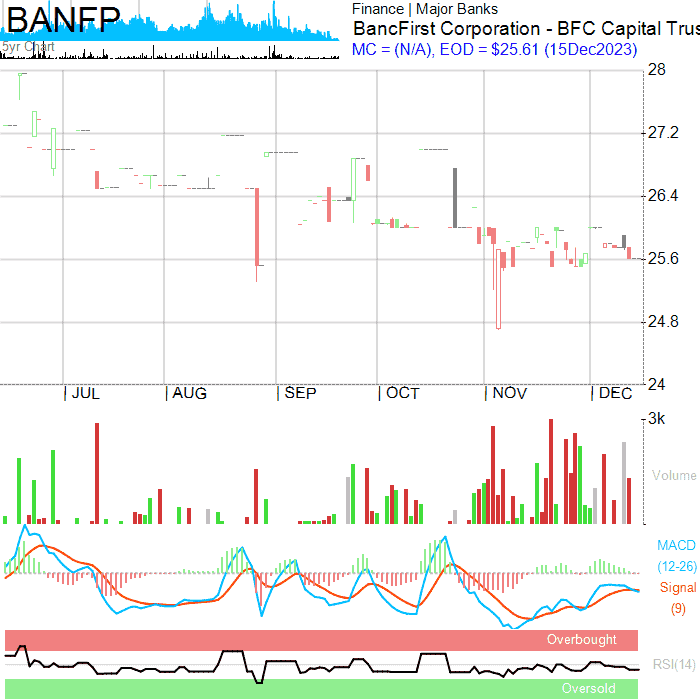 BANFP
5yr Chart
Finance | Major Banks
BancFirst Corporation - BFC Capital Trus
MC = (N/A), EOD = $25.61 (15Dec2023)
28
27.2
26.4
25.6
24.8
24
JUL AUG SEP OCT NOV DEC
3k
Volume
MACD
(12-26)
Signal
(9)
Overbought
RSI(14)
Oversold